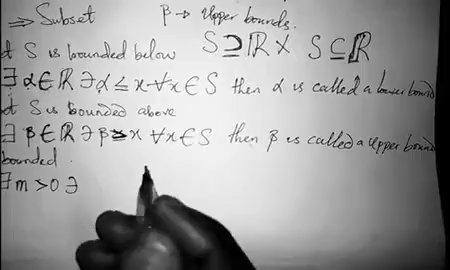 ⇒ Subset β → Upper bounds.
t S is bounded below S ⊇ ℝ X S ⊆ ℝ
∃ α ∈ ℝ ∋ α ≤ x ∀ x ∈ S then α is called a lower bound
t S is bounded above
∃ β ∈ ℝ ∋ β ≥ x ∀ x ∈ S then β is called a upper bound
bounded.
∃ m > 0 ∋